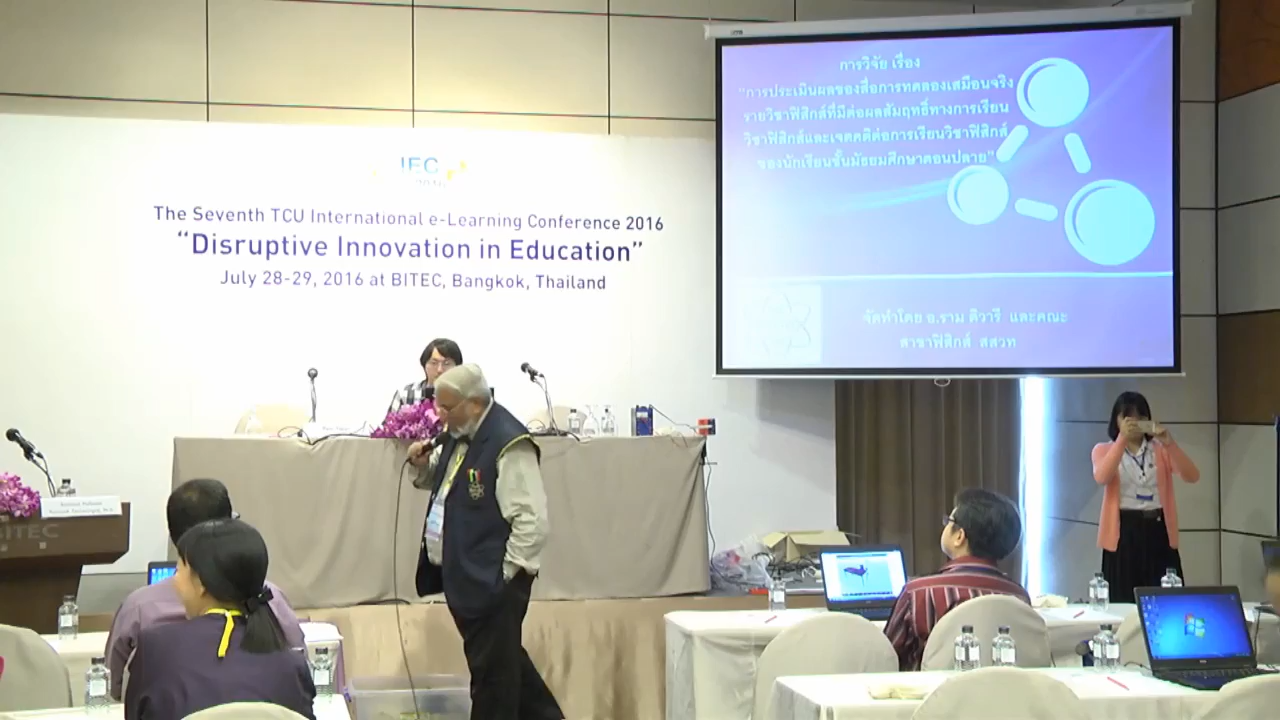 IEC
The Seventh TCU International e-Learning Conference 2016
“Disruptive Innovation in Education”
July 28-29, 2016 at BITEC, Bangkok, Thailand
การวิจัย เรื่อง
"การประเมินผลของสื่อการทดลองเสมือนจริง
รายวิชาฟิสิกส์ที่มีต่อผลสัมฤทธิ์ทางการเรียน
วิชาฟิสิกส์และเจตคติต่อการเรียนวิชาฟิสิกส์
ของนักเรียนชั้นมัธยมศึกษาตอนปลาย"
จัดทำโดย อ.ราม ติวารี และคณะ
สาขาฟิสิกส์ สสวท
BITEC